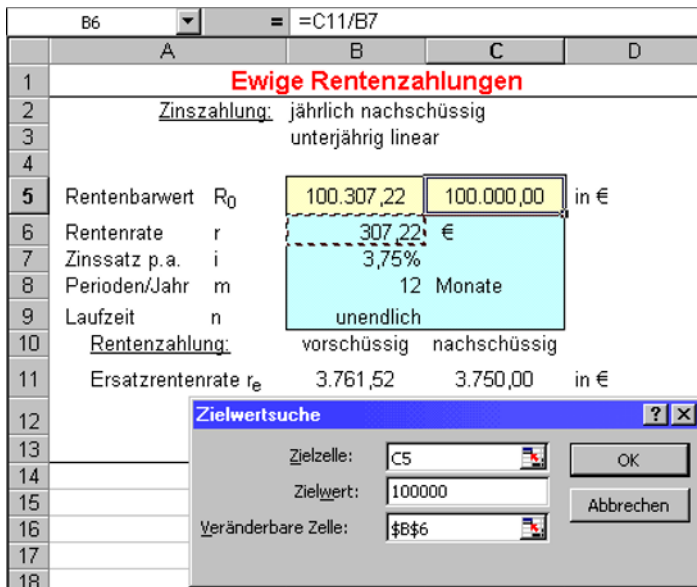 B6 = =C11/B7
A B C D
1 Ewige Rentenzahlungen
2 Zinszahlung: jährlich nachschüssig
3 unterjährig linear
4
5 Rentenbarwert R0 100.307,22 100.000,00 in €
6 Rentenrate r 307,22 €
7 Zinssatz p.a. i 3,75%
8 Perioden/Jahr m 12 Monate
9 Laufzeit n unendlich
10 Rentenzahlung: vorschüssig nachschüssig
11 Ersatzrentenrate re 3.761,52 3.750,00 in €
12
13
14
15
16
17
18
Zielwertsuche ? x
Zielzelle: C5 OK
Zielwert: 100000 Abbrechen
Veränderbare Zelle: $B$6